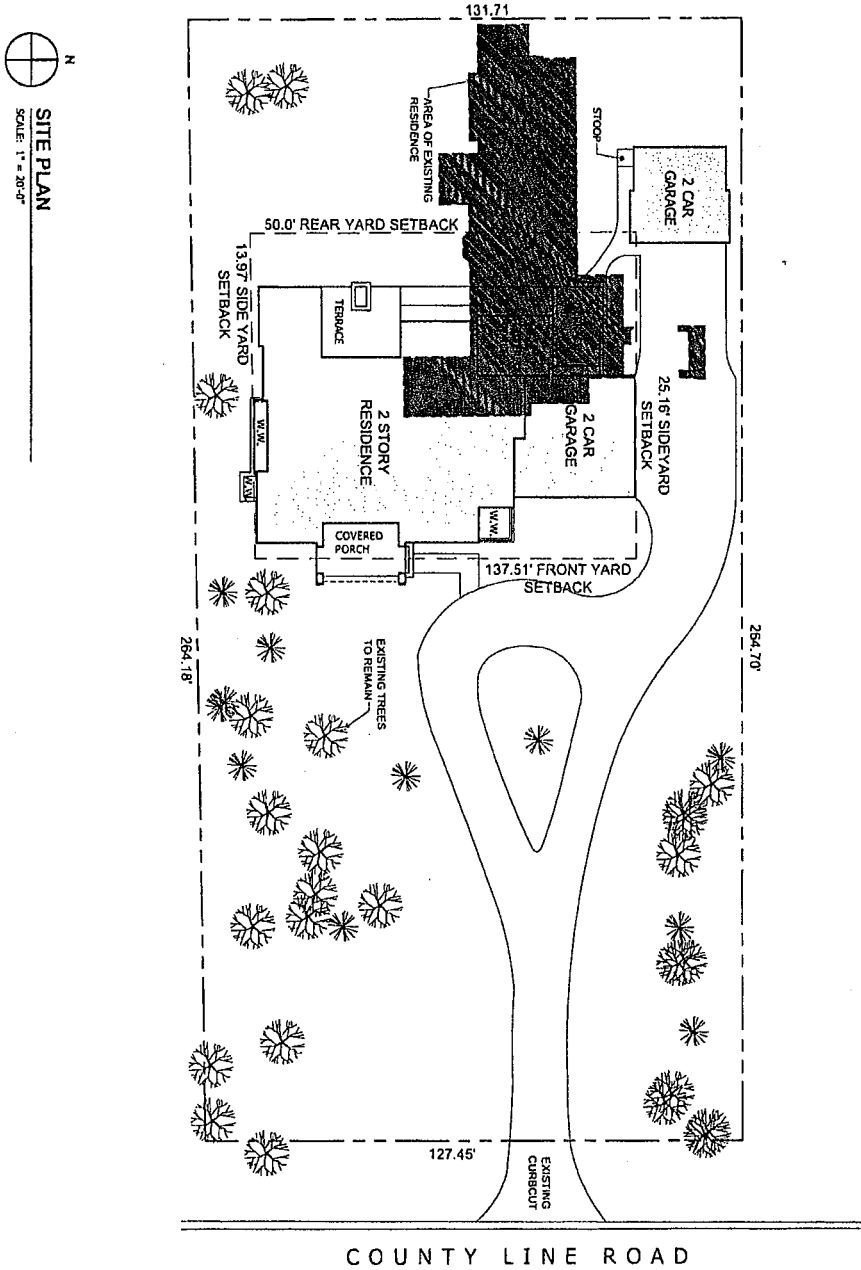 131.71
N
SITE PLAN
SCALE: 1" = 20'-0"
AREA OF EXISTING
RESIDENCE
STOOP
2 CAR
GARAGE
50.0' REAR YARD SETBACK
13.97' SIDE YARD
SETBACK
TERRACE
25.16' SIDEYARD
SETBACK
2 STORY
RESIDENCE
2 CAR
GARAGE
W.W.
W.W.
W.W.
COVERED
PORCH
137.51' FRONT YARD
SETBACK
264.18'
EXISTING TREES
TO REMAIN
264.70'
127.45'
EXISTING
CURBCUT
COUNTY LINE ROAD